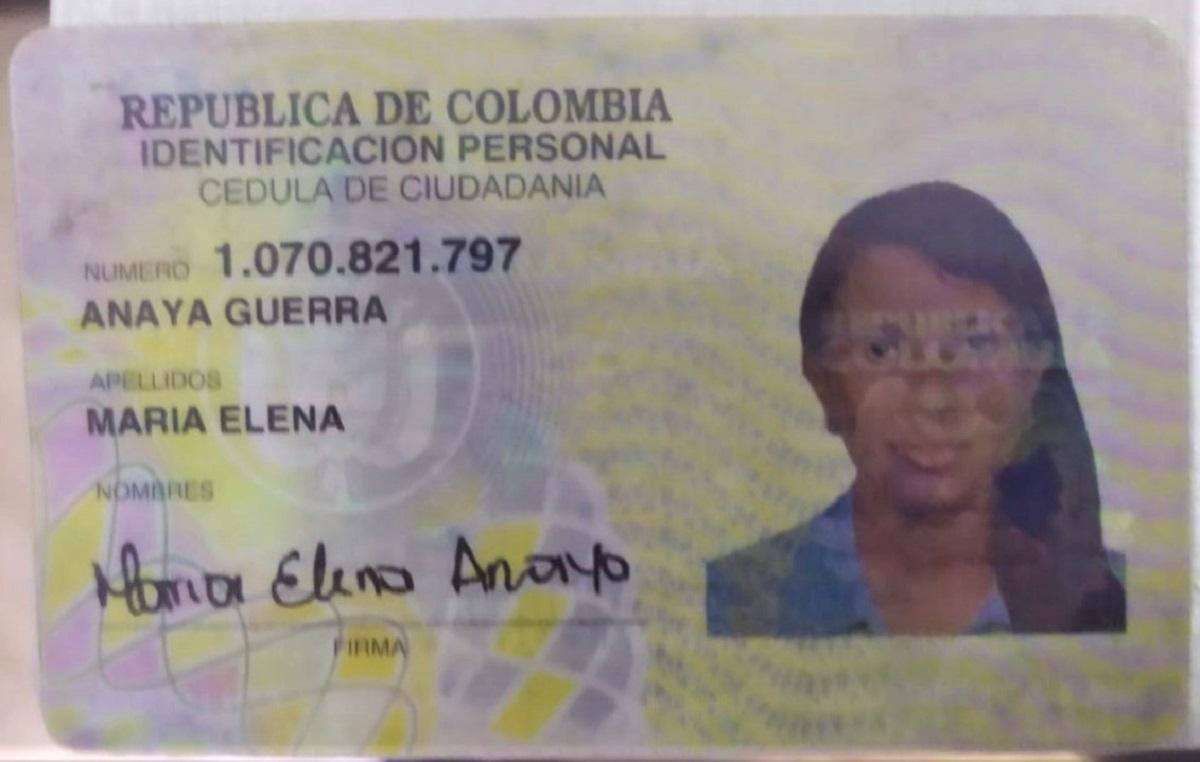 REPUBLICA DE COLOMBIA
IDENTIFICACION PERSONAL
CEDULA DE CIUDADANIA
NUMERO 1.070.821.797
ANAYA GUERRA
APELLIDOS
MARIA ELENA
NOMBRES
Maria Elena Anaya
FIRMA